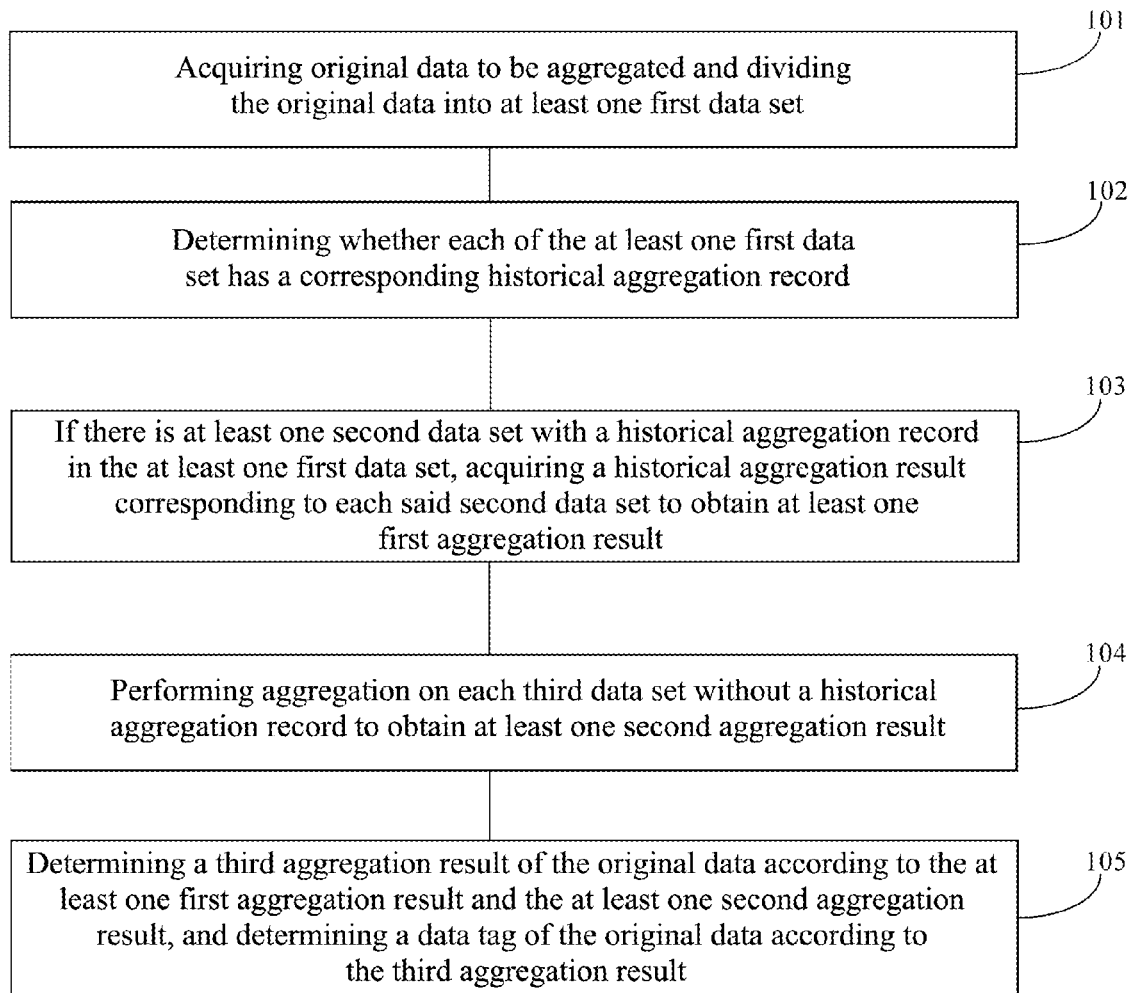 101
Acquiring original data to be aggregated and dividing
the original data into at least one first data set
102
Determining whether each of the at least one first data
set has a corresponding historical aggregation record
103
If there is at least one second data set with a historical aggregation record
in the at least one first data set, acquiring a historical aggregation result
corresponding to each said second data set to obtain at least one
first aggregation result
104
Performing aggregation on each third data set without a historical
aggregation record to obtain at least one second aggregation result
105
Determining a third aggregation result of the original data according to the at
least one first aggregation result and the at least one second aggregation
result, and determining a data tag of the original data according to
the third aggregation result